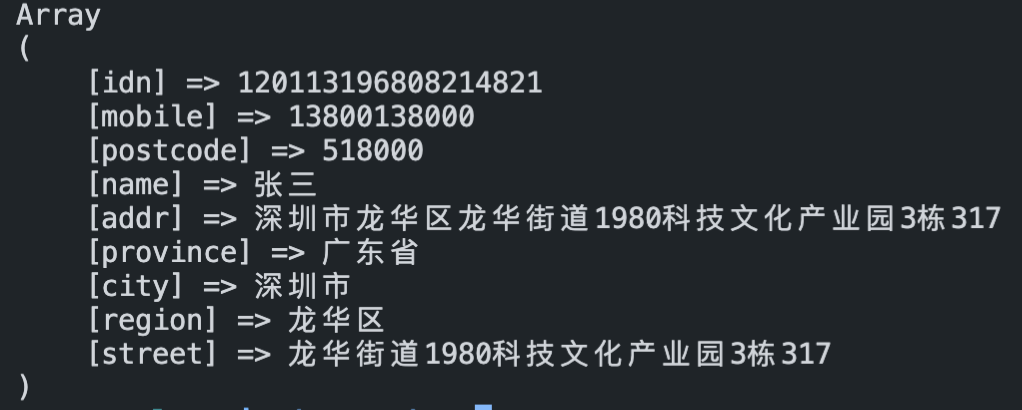 Array
(
[idn] => 120113196808214821
[mobile] => 13800138000
[postcode] => 518000
[name] => 张三
[addr] => 深圳市龙华区龙华街道1980科技文化产业园3栋317
[province] => 广东省
[city] => 深圳市
[region] => 龙华区
[street] => 龙华街道1980科技文化产业园3栋317
)